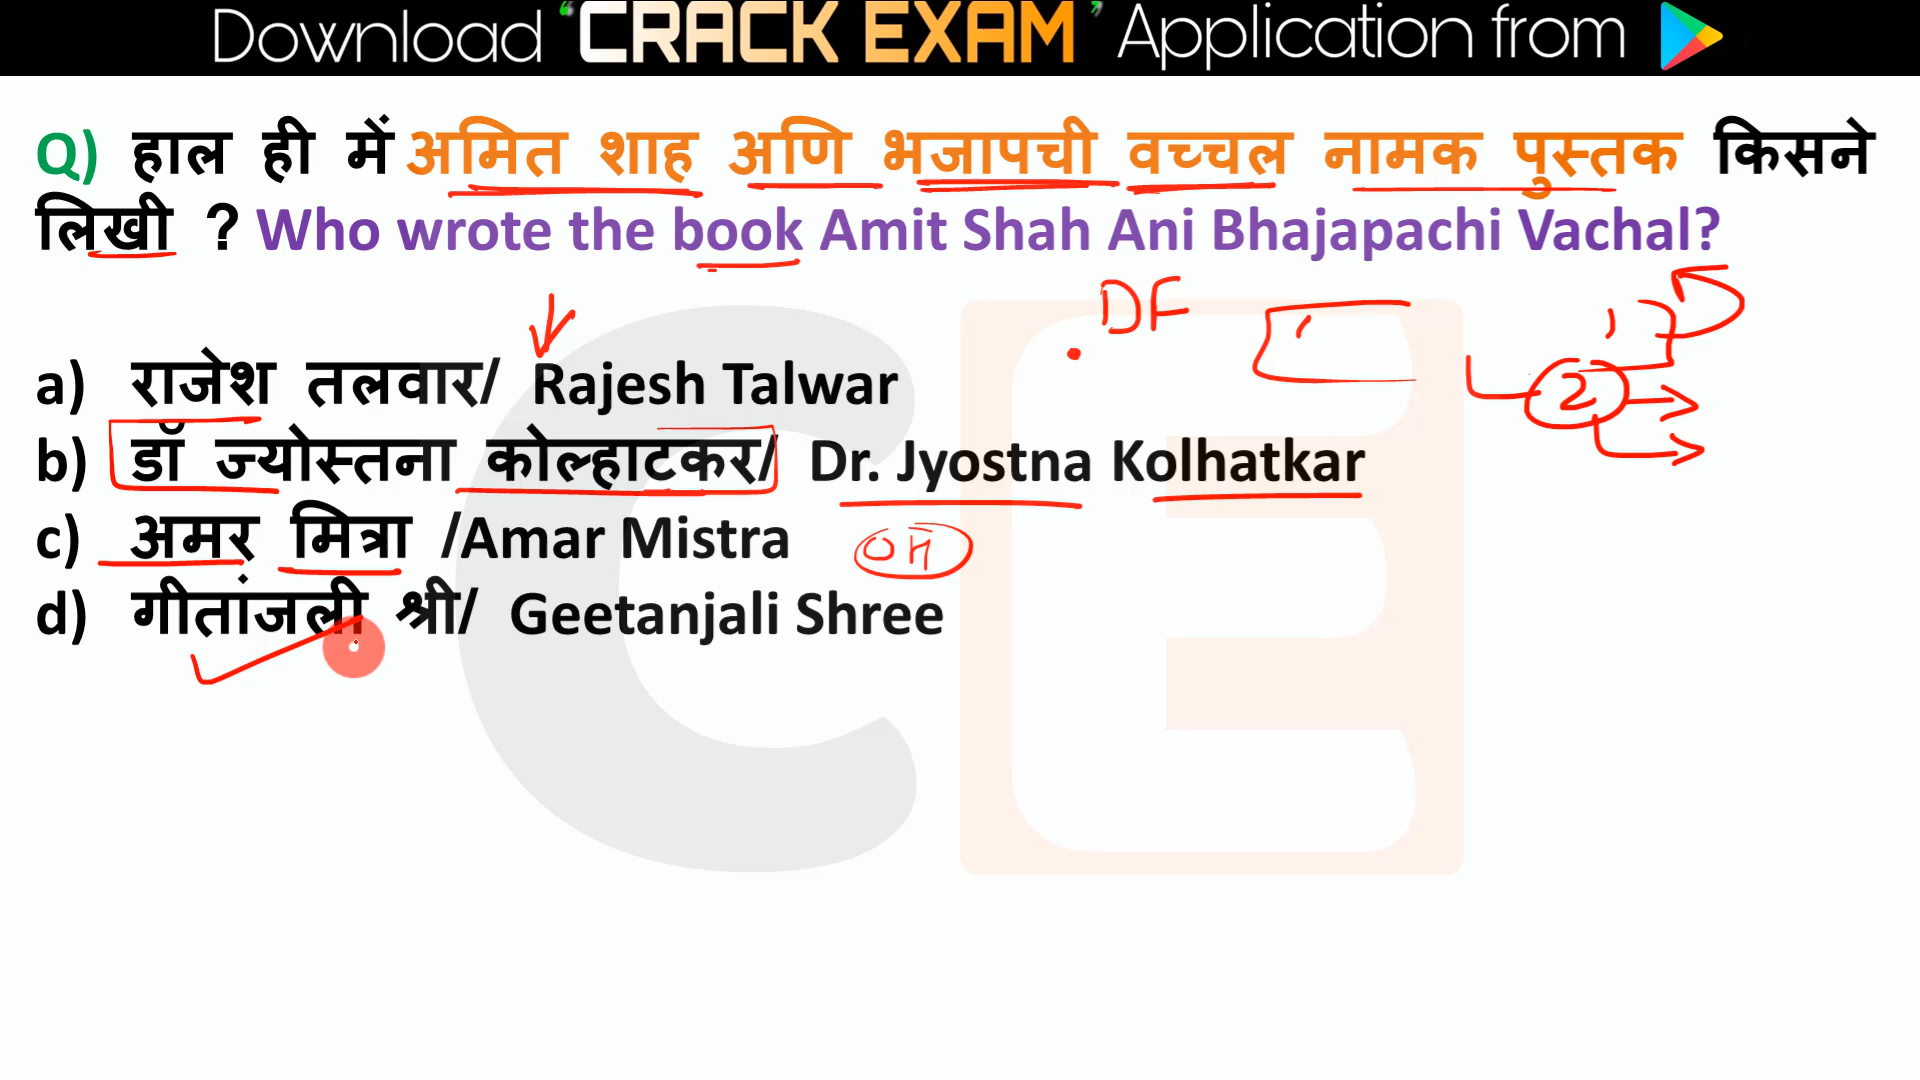 Download ‘CRACK EXAM’ Application from
Q) हाल ही में अमित शाह अणि भजापची वच्चल नामक पुस्तक किसने
लिखी ? Who wrote the book Amit Shah Ani Bhajapachi Vachal?
DF
a) राजेश तलवार/ Rajesh Talwar
2
b) डॉ ज्योस्तना कोल्हाटकर/ Dr. Jyostna Kolhatkar
c) अमर मित्रा /Amar Mistra
d) गीतांजली श्री/ Geetanjali Shree